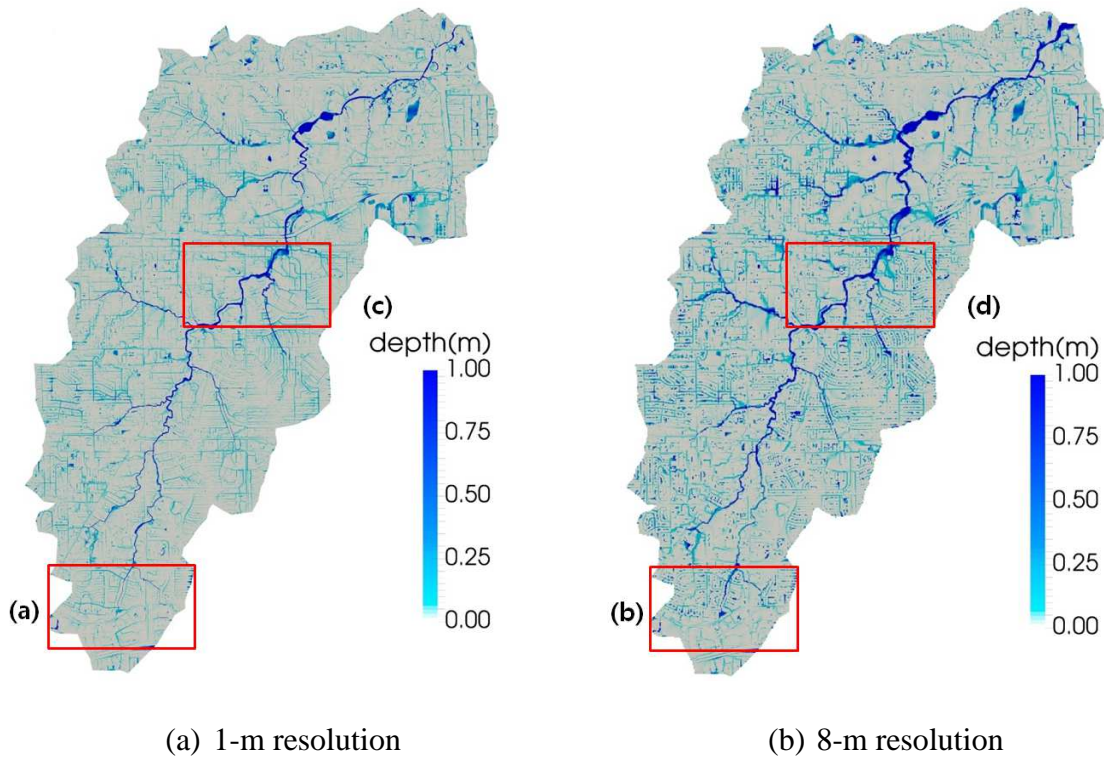 (c)
depth(m)
1.00
0.75
0.50
0.25
0.00
(a)
(d)
depth(m)
1.00
0.75
0.50
0.25
0.00
(b)
(a) 1-m resolution
(b) 8-m resolution